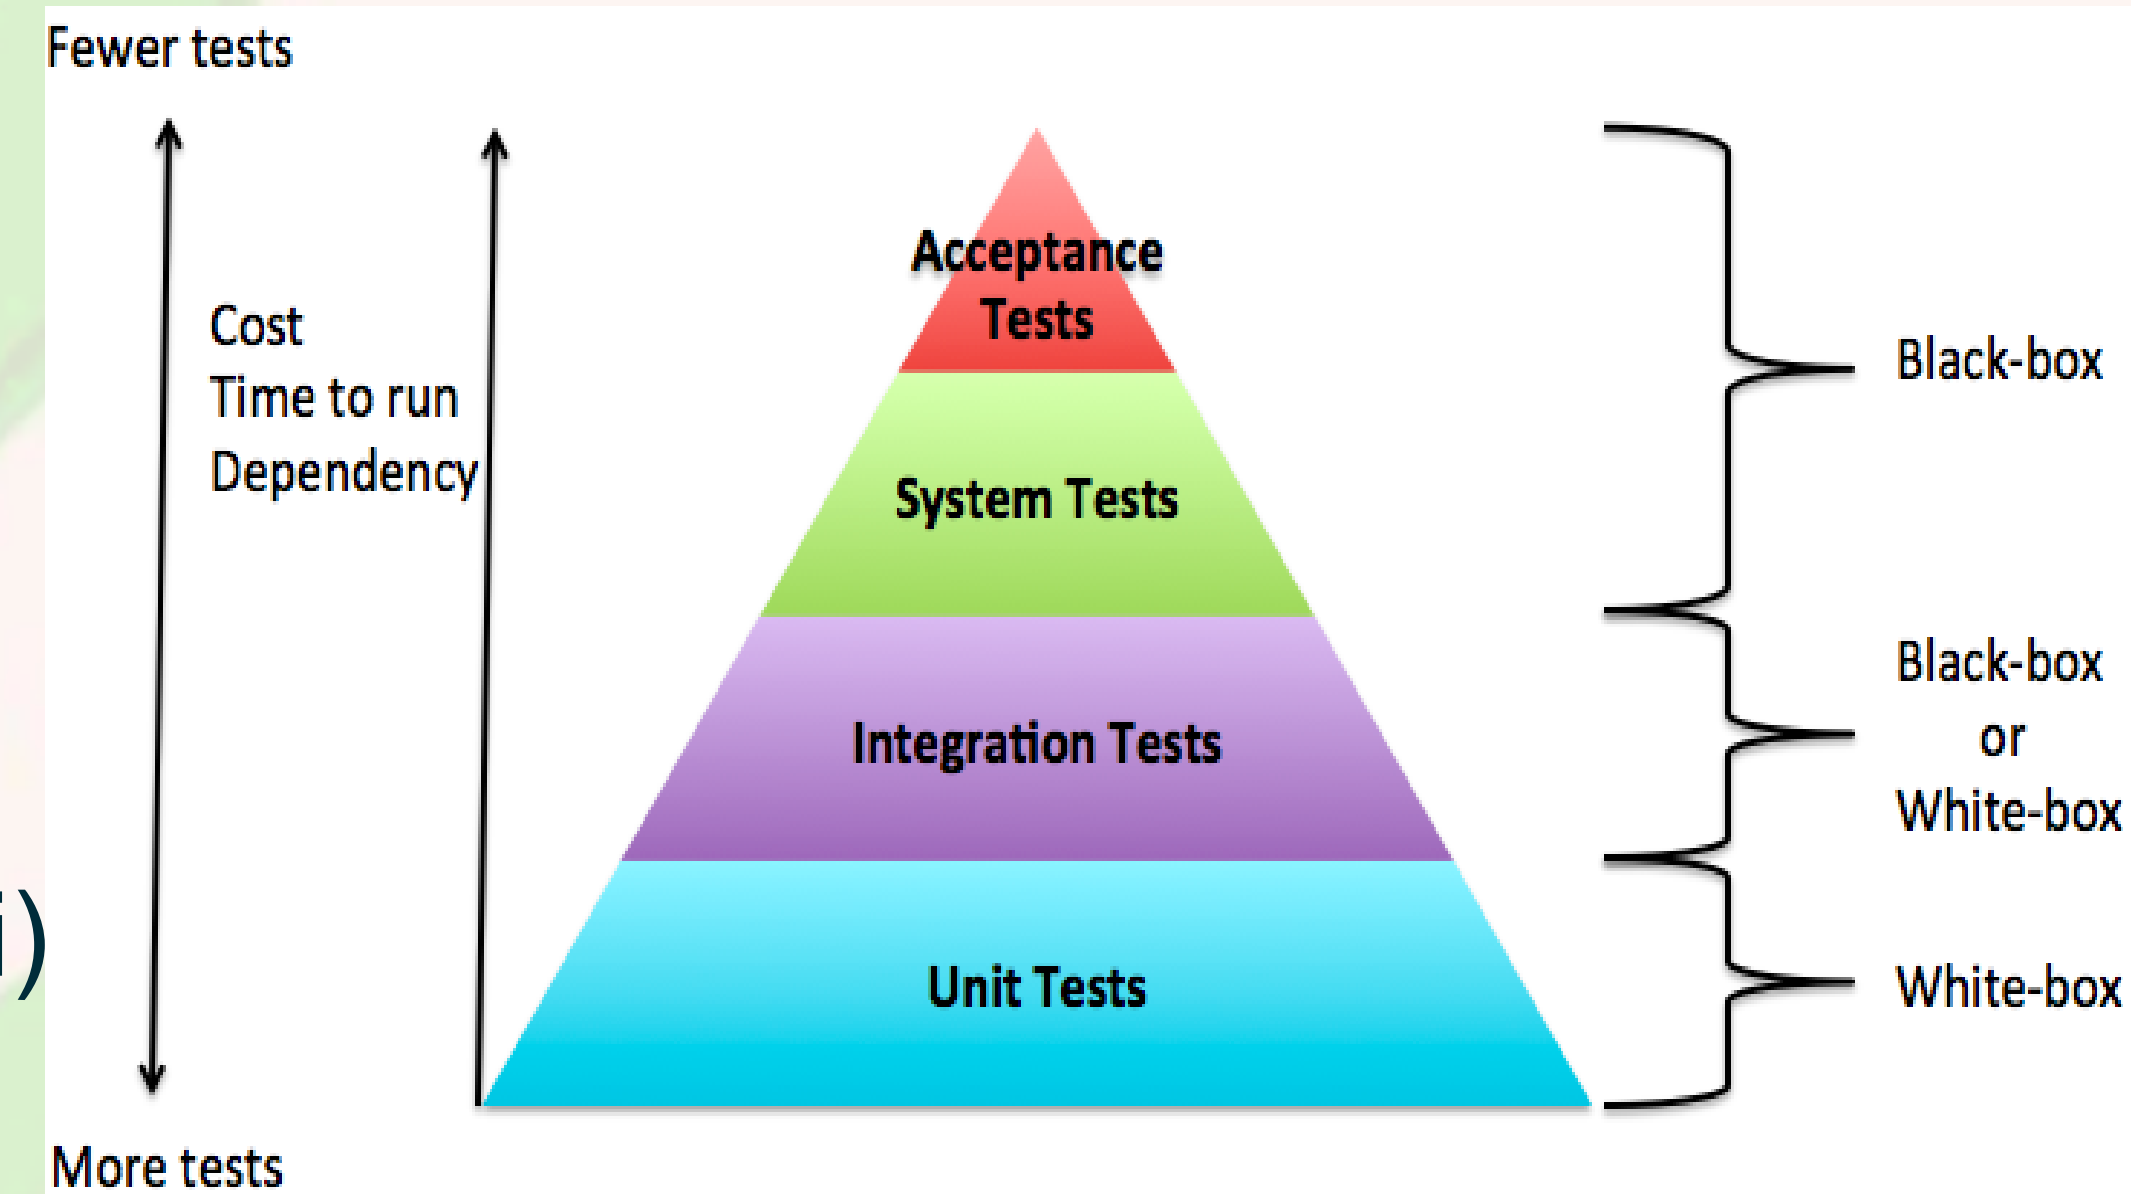 Fewer tests
Cost
Time to run
Dependency
Acceptance
Tests
System Tests
Integration Tests
Unit Tests
Black-box
Black-box
or
White-box
White-box
i)
More tests